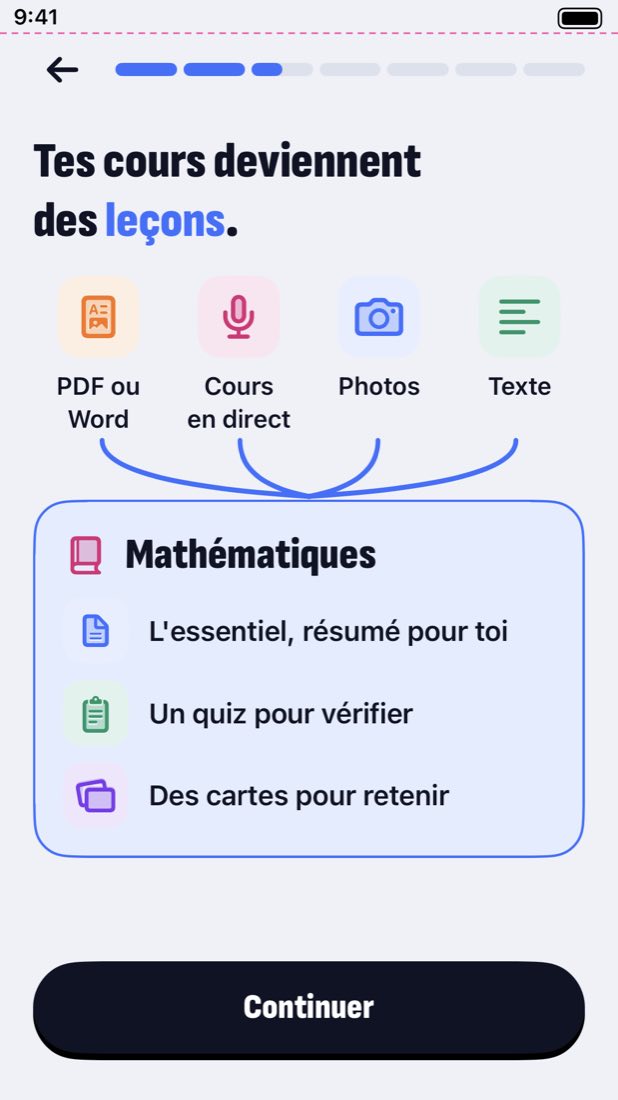 9:41
Tes cours deviennent
des leçons.
PDF ou
Word
Cours
en direct
Photos
Texte
Mathématiques
L'essentiel, résumé pour toi
Un quiz pour vérifier
Des cartes pour retenir
Continuer